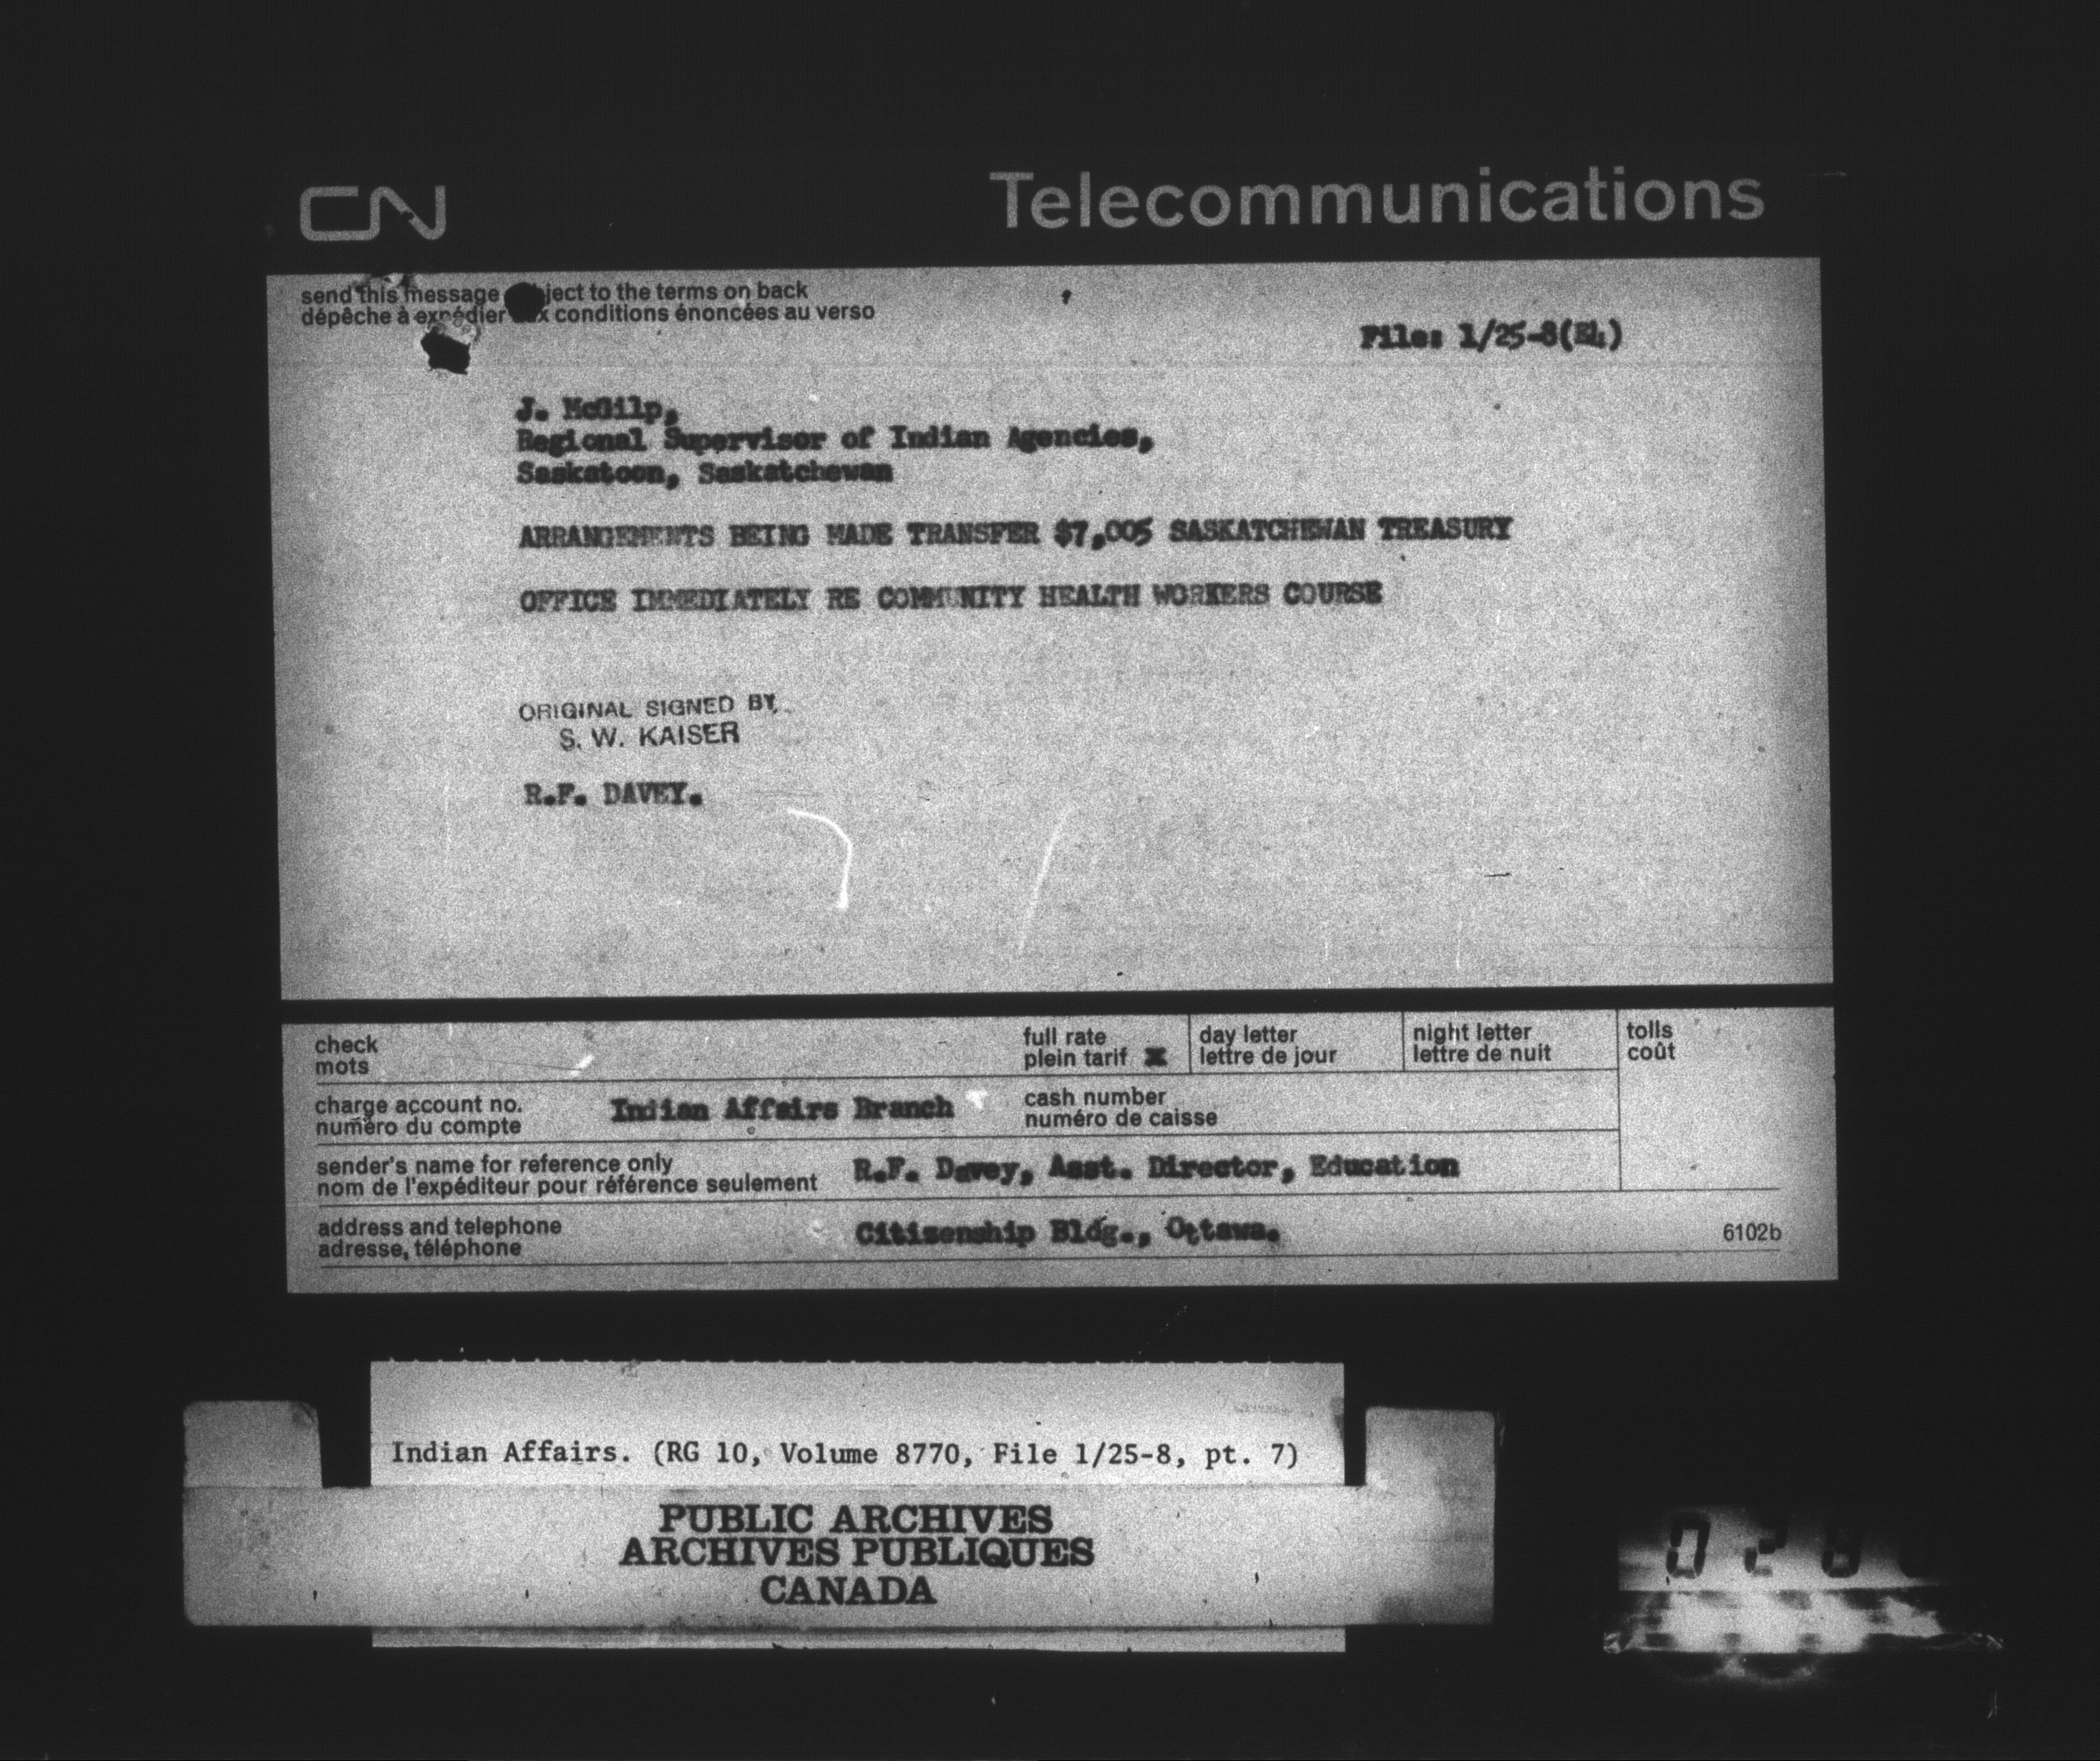 CN Telecommunications
send this message subject to the terms on back
dépêche à expédier aux conditions énoncées au verso
File: 1/25-8(E4)
J. McGilp,
Regional Supervisor of Indian Agencies,
Saskatoon, Saskatchewan
ARRANGEMENTS BEING MADE TRANSFER $7,005 SASKATCHEWAN TREASURY
OFFICE IMMEDIATELY RE COMMUNITY HEALTH WORKERS COURSE
ORIGINAL SIGNED BY
S. W. KAISER
R.F. DAVEY.
check
mots
full rate
plein tarif X
day letter
lettre de jour
night letter
lettre de nuit
tolls
coût
charge account no.
numéro du compte
Indian Affairs Branch
cash number
numéro de caisse
sender's name for reference only
nom de l'expéditeur pour référence seulement
R.F. Davey, Asst. Director, Education
address and telephone
adresse, téléphone
Citizenship Bldg., Ottawa.
6102b
Indian Affairs. (RG 10, Volume 8770, File 1/25-8, pt. 7)
PUBLIC ARCHIVES
ARCHIVES PUBLIQUES
CANADA
0 2 8